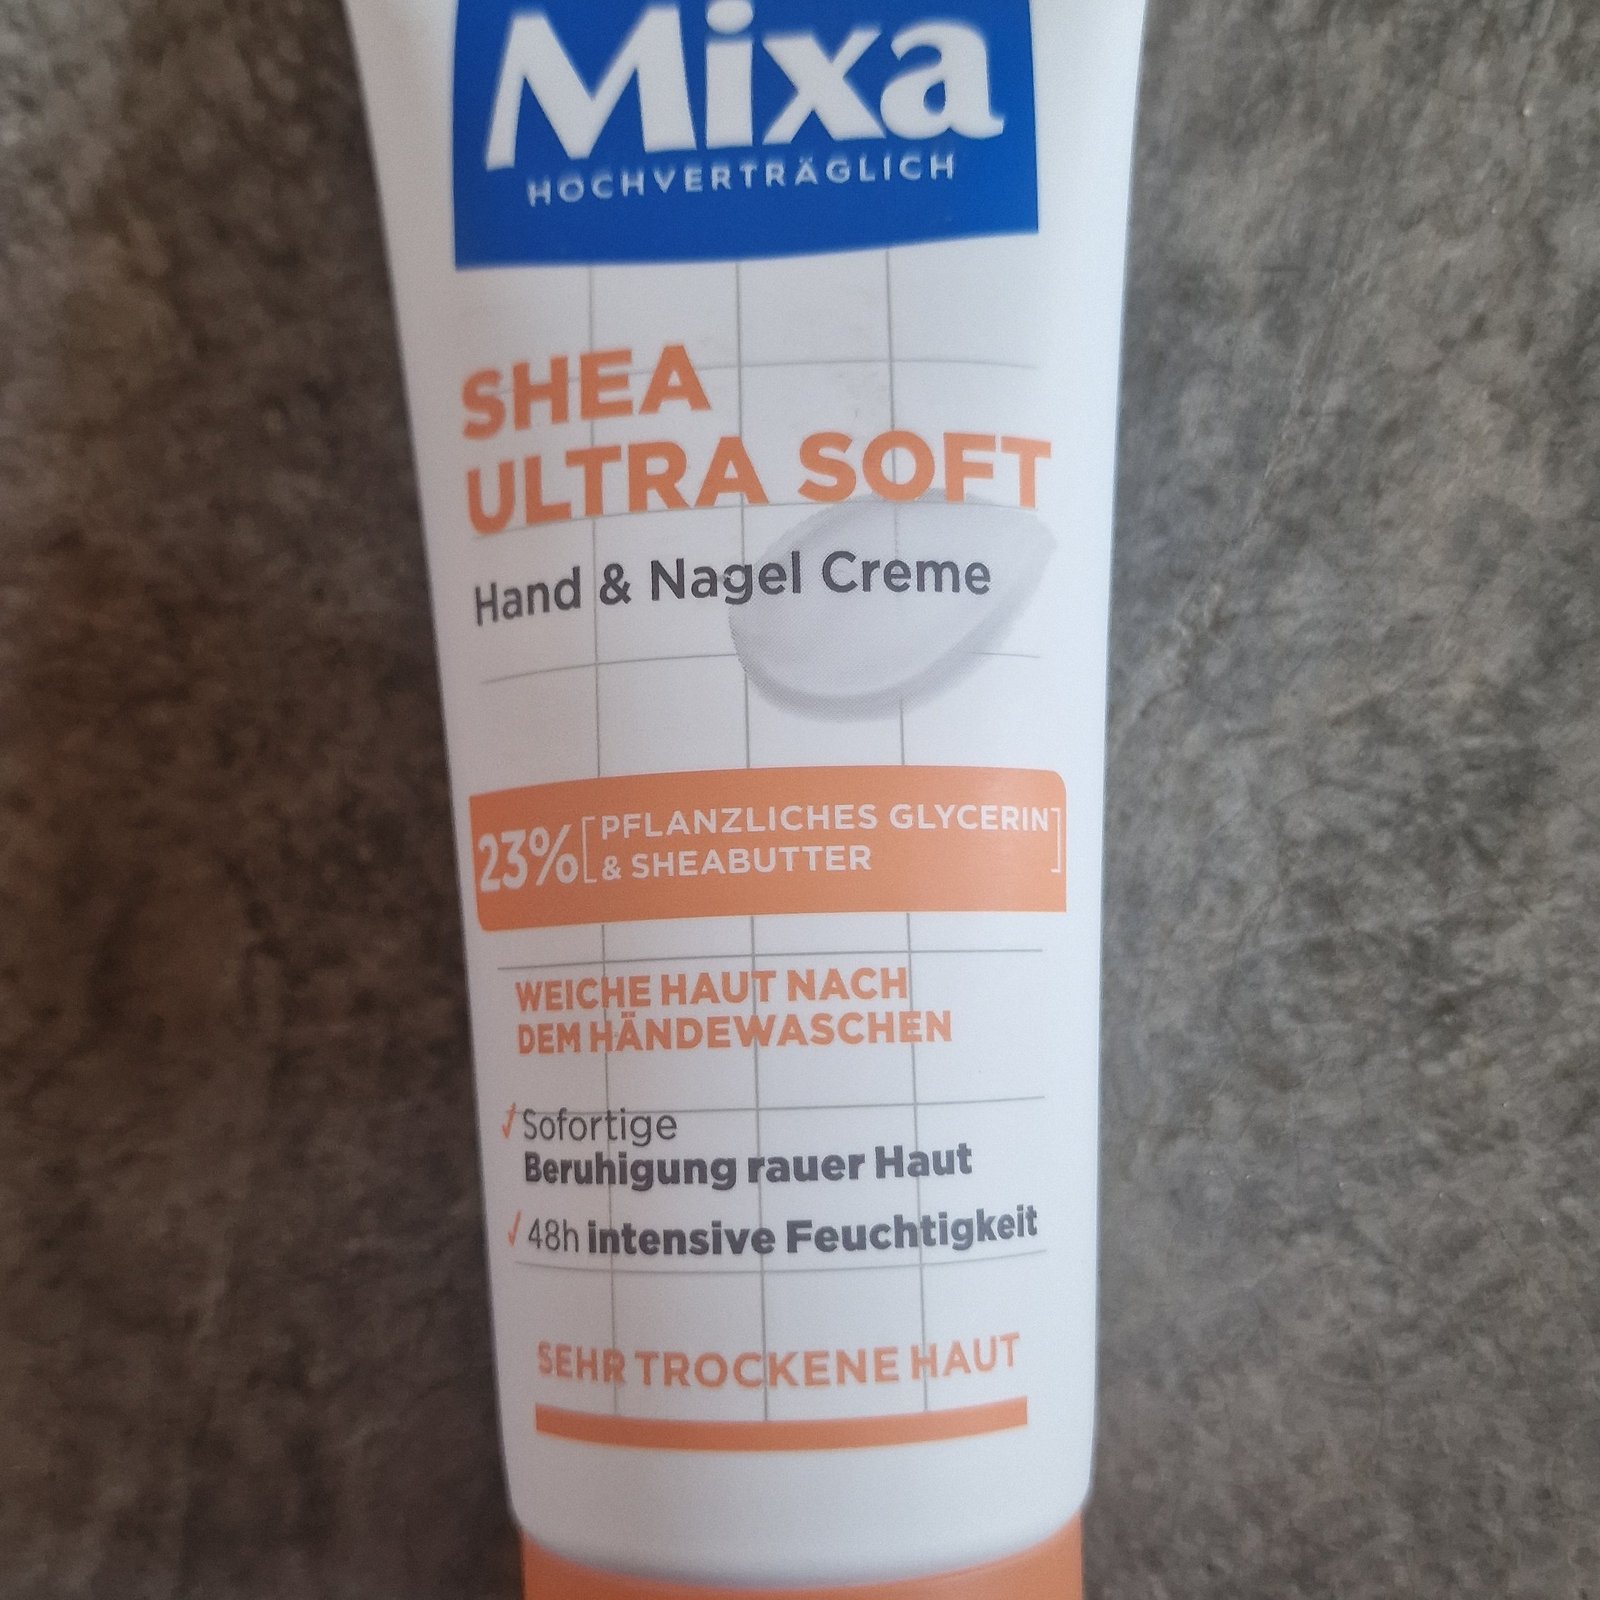 Mixa
HOCHVERTRÄGLICH
SHEA
ULTRA SOFT
Hand & Nagel Creme
23% [PFLANZLICHES GLYCERIN
& SHEABUTTER]
WEICHE HAUT NACH
DEM HÄNDEWASCHEN
✓ Sofortige
Beruhigung rauer Haut
✓ 48h intensive Feuchtigkeit
SEHR TROCKENE HAUT